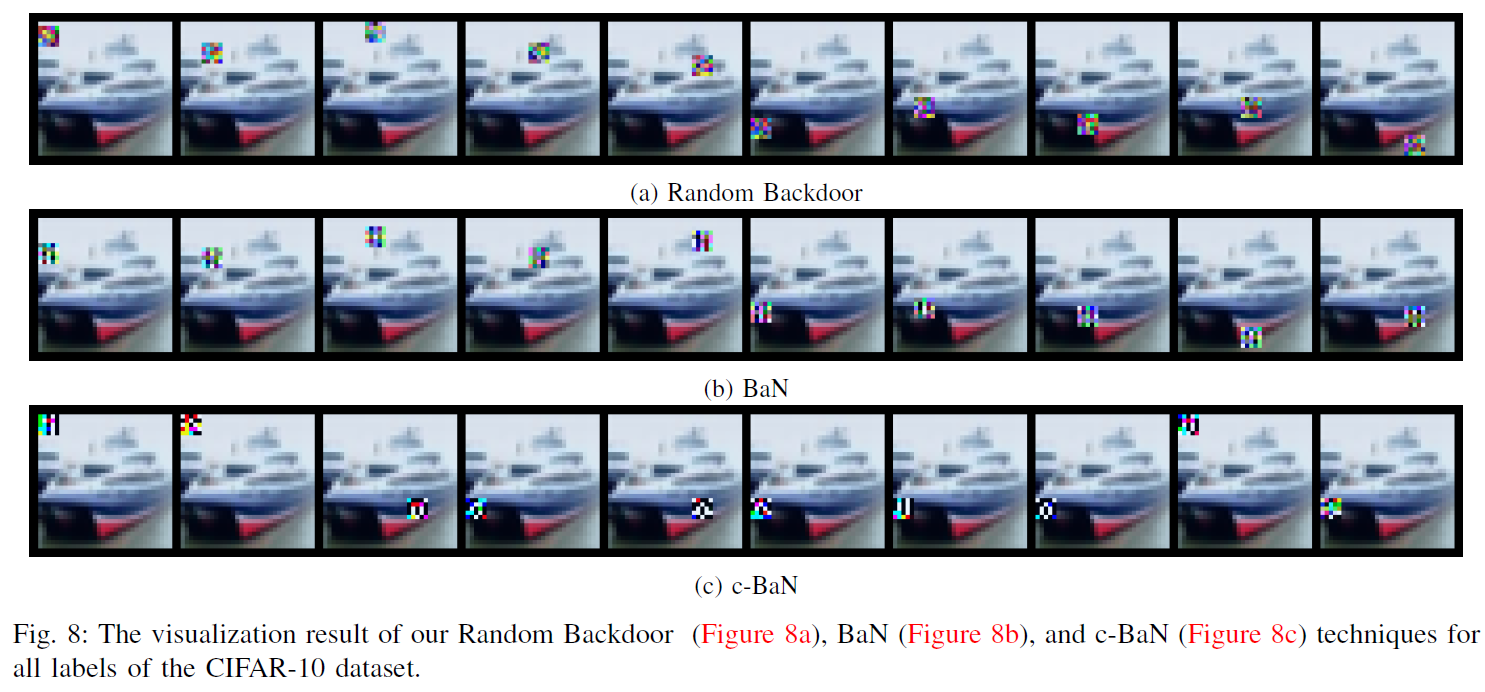 (a) Random Backdoor
(b) BaN
(c) c-BaN
Fig. 8: The visualization result of our Random Backdoor (Figure 8a), BaN (Figure 8b), and c-BaN (Figure 8c) techniques for
all labels of the CIFAR-10 dataset.